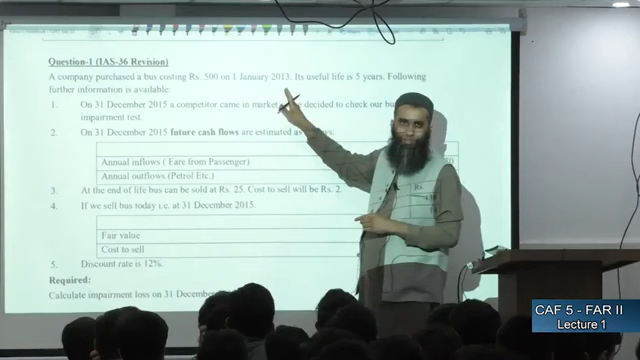 Question-1 (IAS-36 Revision)
A company purchased a bus costing Rs. 500 on 1 January 2013. Its useful life is 5 years. Following
further information is available:
1. On 31 December 2015 a competitor came in market decided to check our bu
impairment test.
2. On 31 December 2015 future cash flows are estimated as
Annual inflows ( Fare from Passenger)
Annual outflows (Petrol Etc.)
Rs.
3. At the end of life bus can be sold at Rs. 25. Cost to sell will be Rs. 2.
4. If we sell bus today i.e. at 31 December 2015.
Fair value
Cost to sell
5. Discount rate is 12%.
Required:
Calculate impairment loss on 31 December
CAF 5 - FAR II
Lecture 1